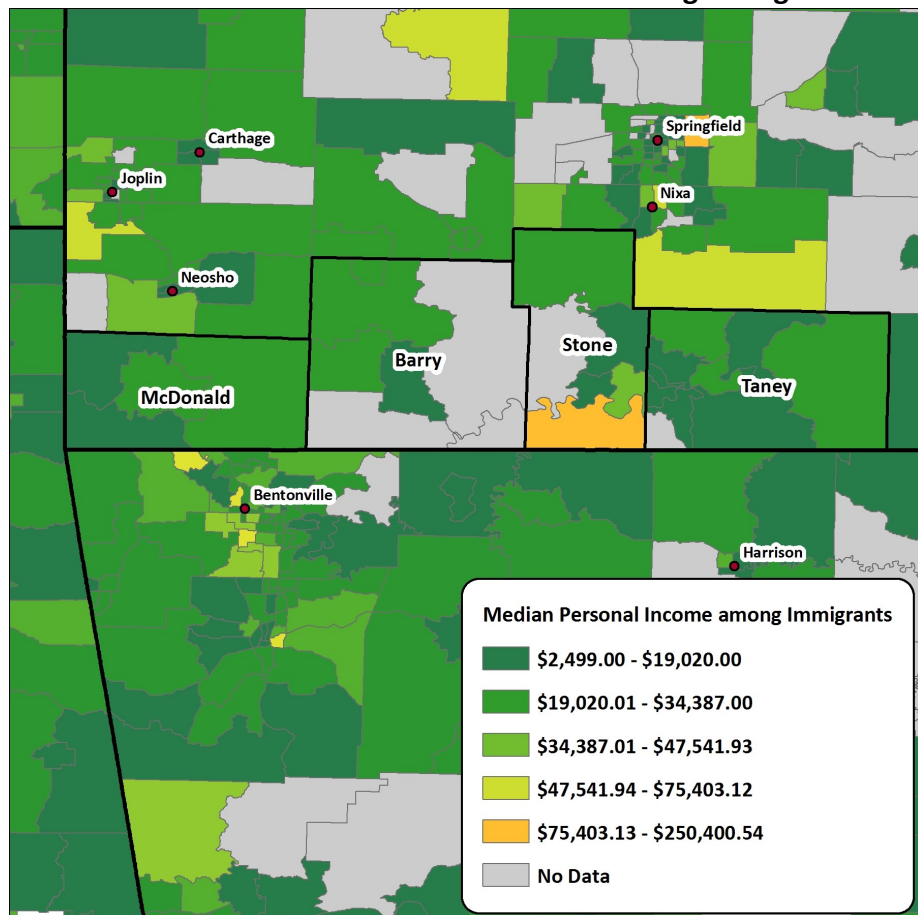 Springfield
Carthage
Joplin
Nixa
Neosho
Stone
Barry
Taney
McDonald
Bentonville
Harrison
Median Personal Income among Immigrants
$2,499.00 - $19,020.00
$19,020.01 - $34,387.00
$34,387.01 - $47,541.93
$47,541.94 - $75,403.12
$75,403.13 - $250,400.54
No Data